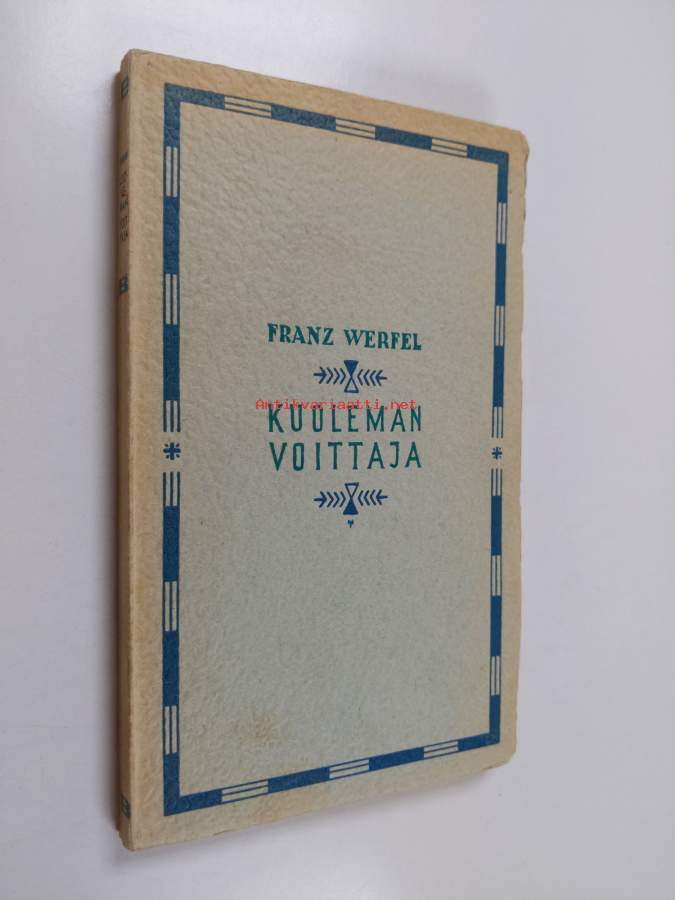 FRANZ WERFEL
Antikvariaatti.net
KUOLEMAN
VOITTAJA